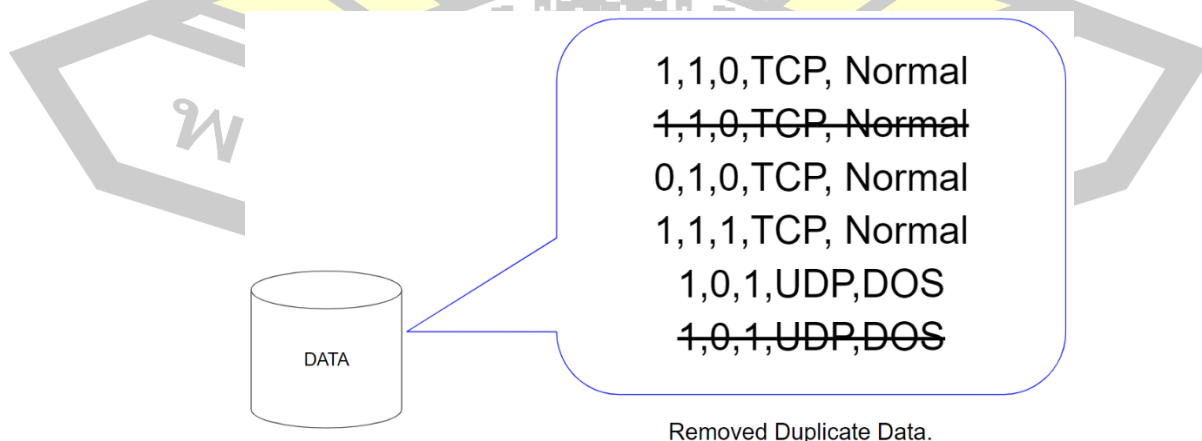 1,1,0,TCP, Normal
1,1,0,TCP, Normal
0,1,0,TCP, Normal
1,1,1,TCP, Normal
1,0,1,UDP,DOS
1,0,1,UDP,DOS
DATA
Removed Duplicate Data.